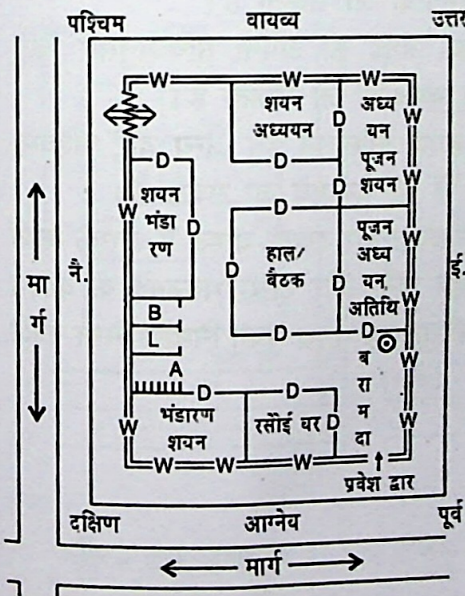 पश्चिम वायव्य उत्तर
W W W
शयन
अध्ययन
D
अध्य
यन
पूजन
शयन
W
D D D
शयन
भंडा
रण
D
W
D
D
हाल/
बैठक
D
D
पूजन
अध्य
यन,
अतिथि
D
W
W
नै.
ई.
मार्ग
B
L
A
D
भंडारण
शयन
D
रसोई घर
D
बरामदा
W
W
W
W W W W
प्रवेश द्वार
दक्षिण आग्नेय पूर्व
मार्ग